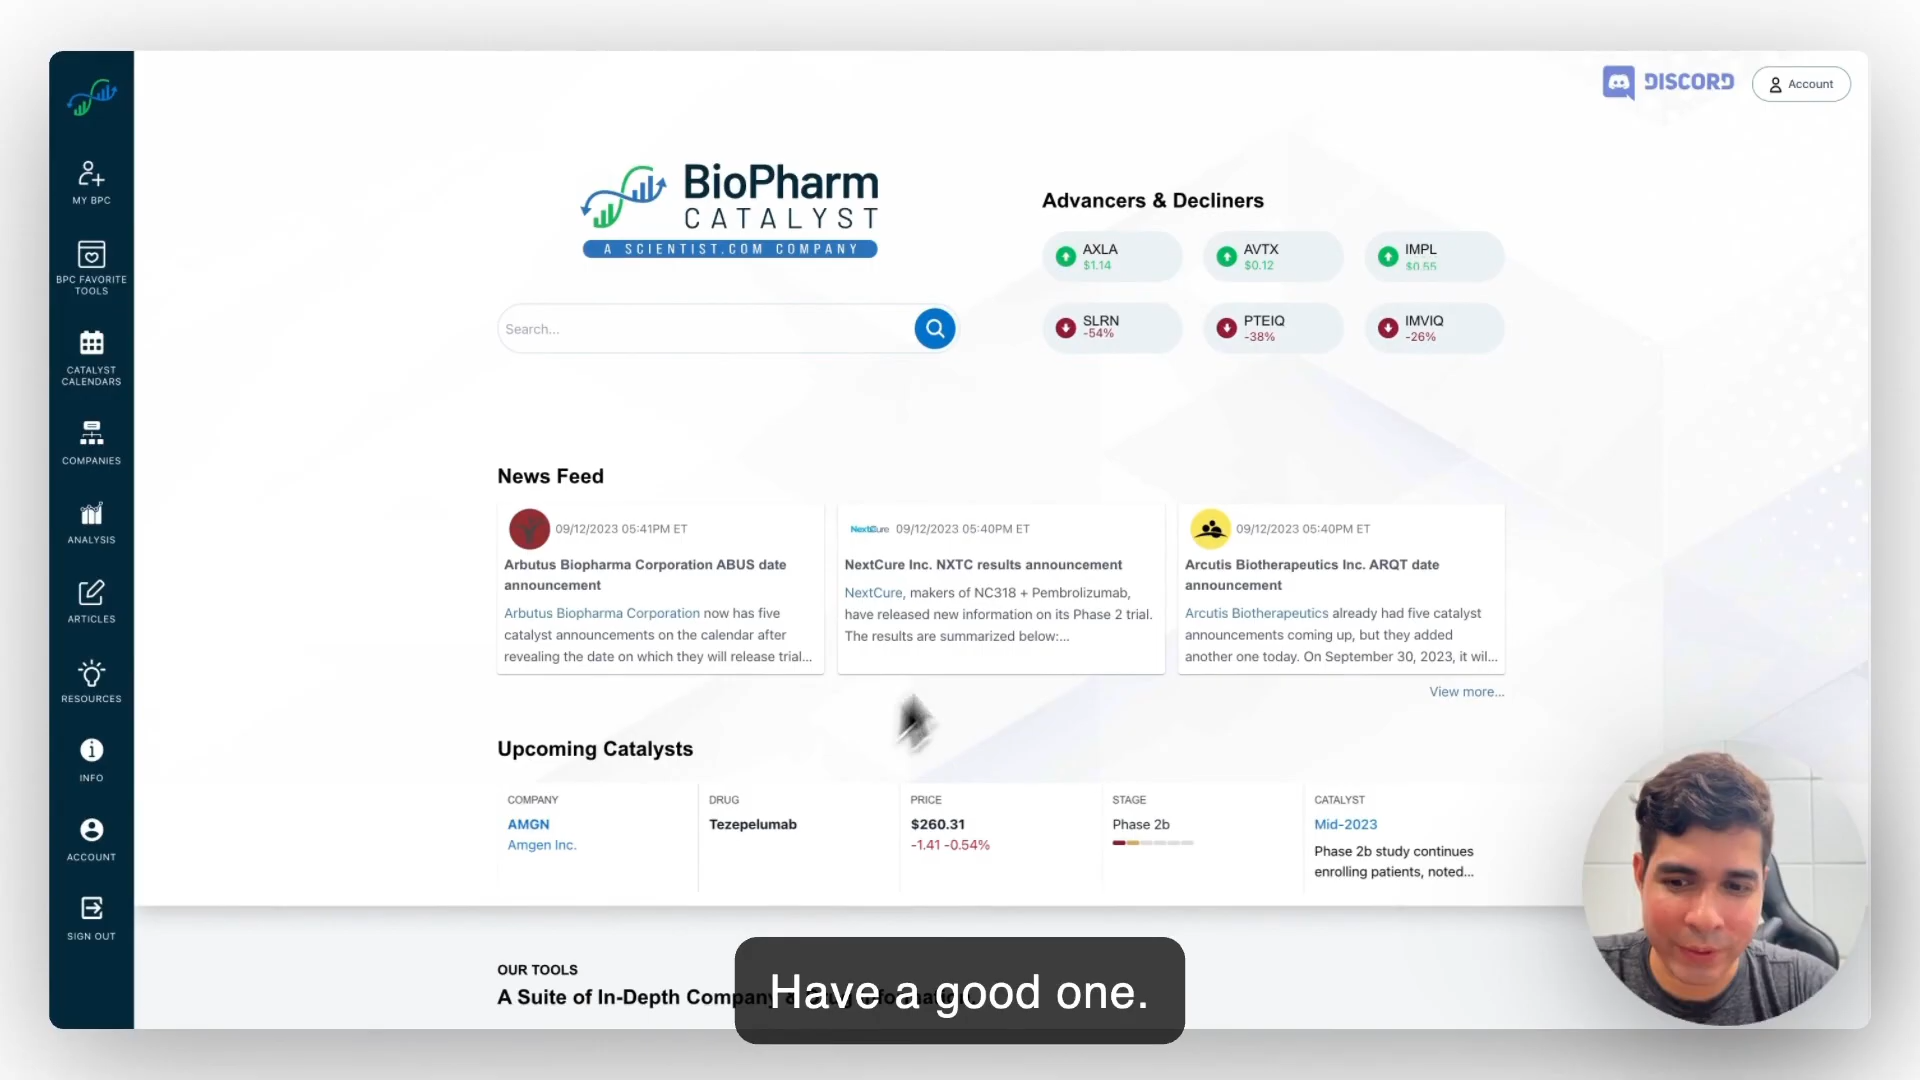 DISCORD
Account
MY BPC
BPC FAVORITE
TOOLS
CATALYST
CALENDARS
COMPANIES
ANALYSIS
ARTICLES
RESOURCES
INFO
ACCOUNT
SIGN OUT
BioPharm
CATALYST
A SCIENTIST.COM COMPANY
Search...
Advancers & Decliners
AXLA
$1.14
AVTX
$0.12
IMPL
$0.55
SLRN
-54%
PTEIQ
-38%
IMVIQ
-26%
News Feed
09/12/2023 05:41PM ET
Arbutus Biopharma Corporation ABUS date
announcement
Arbutus Biopharma Corporation now has five
catalyst announcements on the calendar after
revealing the date on which they will release trial...
NextCure 09/12/2023 05:40PM ET
NextCure Inc. NXTC results announcement
NextCure, makers of NC318 + Pembrolizumab,
have released new information on its Phase 2 trial.
The results are summarized below:...
09/12/2023 05:40PM ET
Arcutis Biotherapeutics Inc. ARQT date
announcement
Arcutis Biotherapeutics already had five catalyst
announcements coming up, but they added
another one today. On September 30, 2023, it wil...
View more...
Upcoming Catalysts
COMPANY
AMGN
Amgen Inc.
DRUG
Tezepelumab
PRICE
$260.31
-1.41 -0.54%
STAGE
Phase 2b
CATALYST
Mid-2023
Phase 2b study continues
enrolling patients, noted...
OUR TOOLS
A Suite of In-Depth
Have a good one.